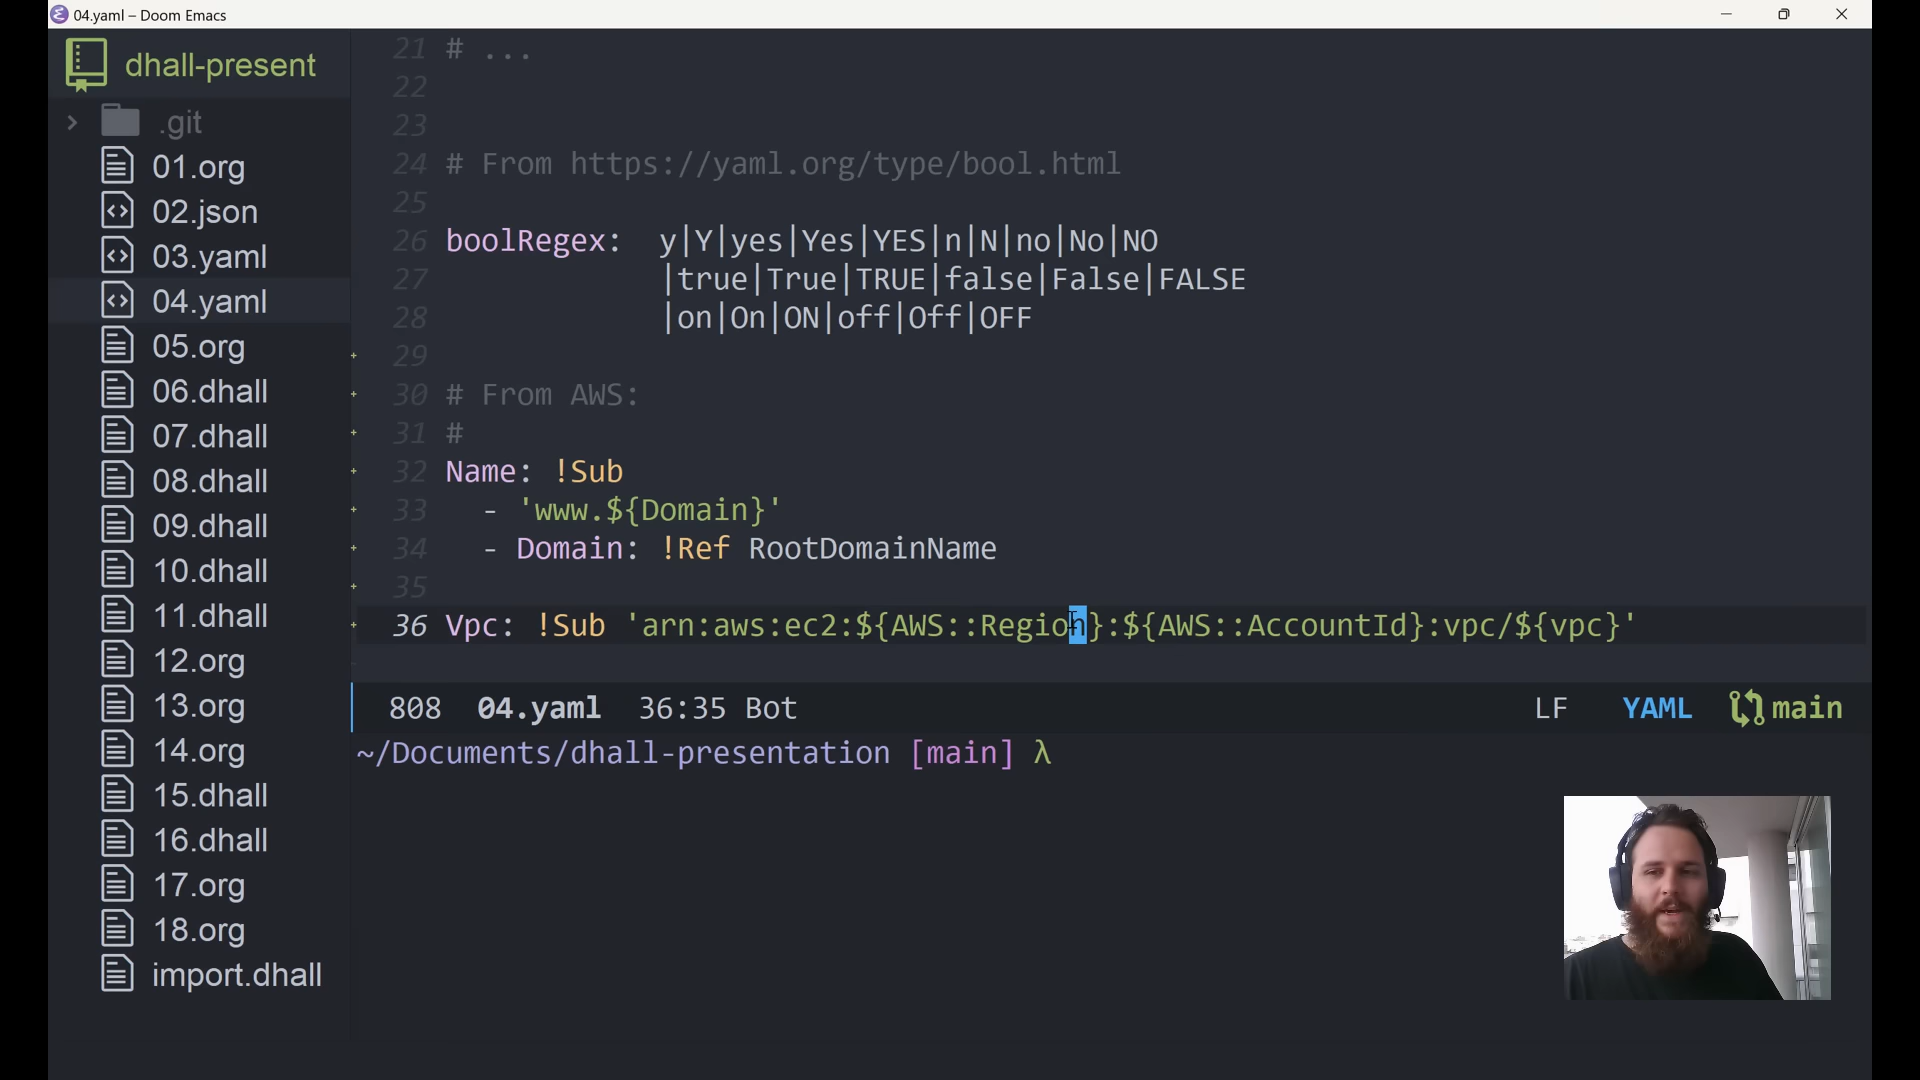 04.yaml – Doom Emacs
dhall-present
.git
01.org
02.json
03.yaml
04.yaml
05.org
06.dhall
07.dhall
08.dhall
09.dhall
10.dhall
11.dhall
12.org
13.org
14.org
15.dhall
16.dhall
17.org
18.org
import.dhall
21 # ...
22
23
24 # From https://yaml.org/type/bool.html
25
26 boolRegex: y|Y|yes|Yes|YES|n|N|no|No|NO
27 |true|True|TRUE|false|False|FALSE
28 |on|On|ON|off|Off|OFF
29
30 # From AWS:
31 #
32 Name: !Sub
33 - 'www.${Domain}'
34 - Domain: !Ref RootDomainName
35
36 Vpc: !Sub 'arn:aws:ec2:${AWS::Region}:${AWS::AccountId}:vpc/${vpc}'
808 04.yaml 36:35 Bot LF YAML main
~/Documents/dhall-presentation [main] λ